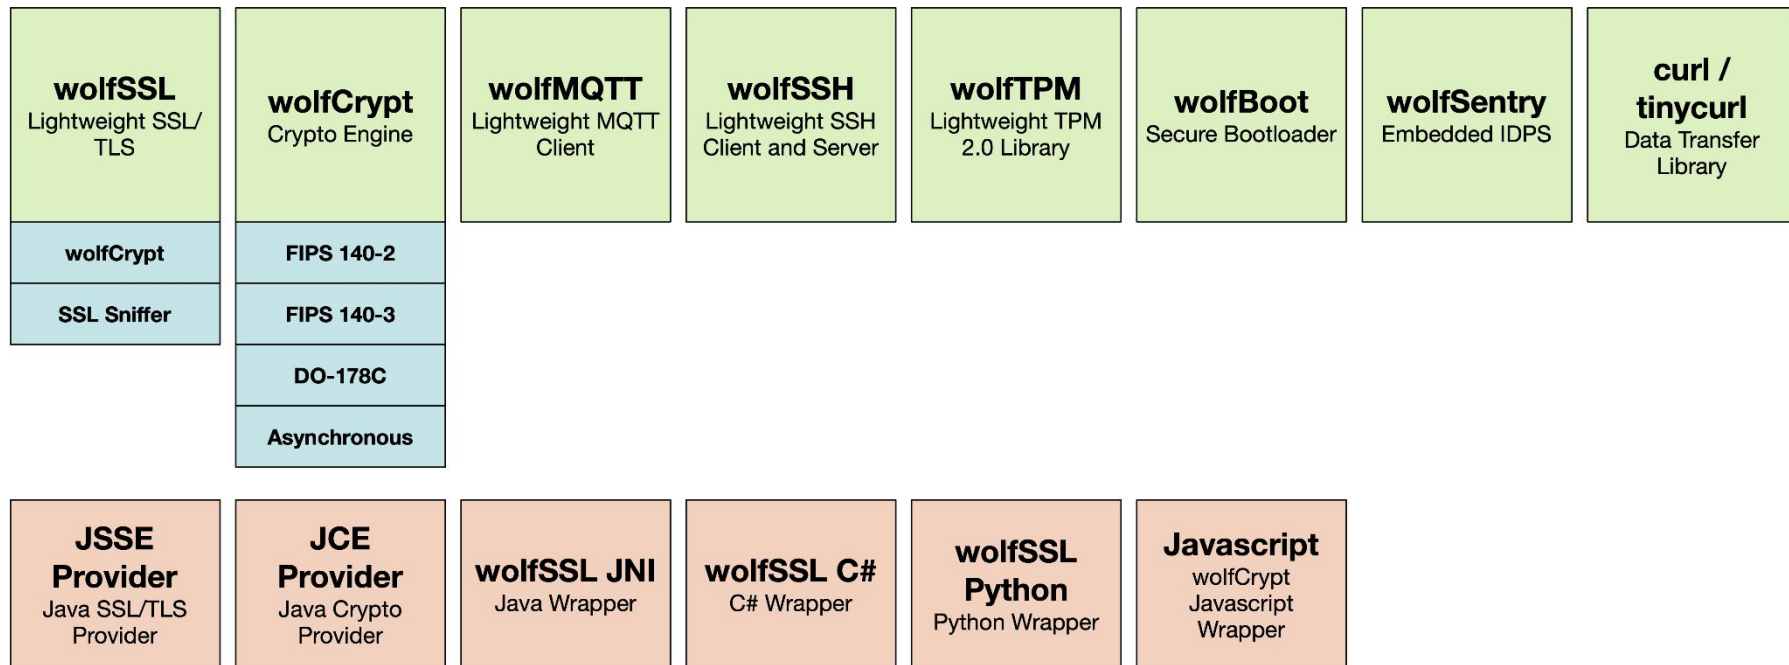 wolfSSL
Lightweight SSL/
TLS
wolfCrypt
Crypto Engine
wolfMQTT
Lightweight MQTT
Client
wolfSSH
Lightweight SSH
Client and Server
wolfTPM
Lightweight TPM
2.0 Library
wolfBoot
Secure Bootloader
wolfSentry
Embedded IDPS
curl /
tinycurl
Data Transfer
Library
wolfCrypt
SSL Sniffer
FIPS 140-2
FIPS 140-3
DO-178C
Asynchronous
JSSE
Provider
Java SSL/TLS
Provider
JCE
Provider
Java Crypto
Provider
wolfSSL JNI
Java Wrapper
wolfSSL C#
C# Wrapper
wolfSSL
Python
Python Wrapper
Javascript
wolfCrypt
Javascript
Wrapper